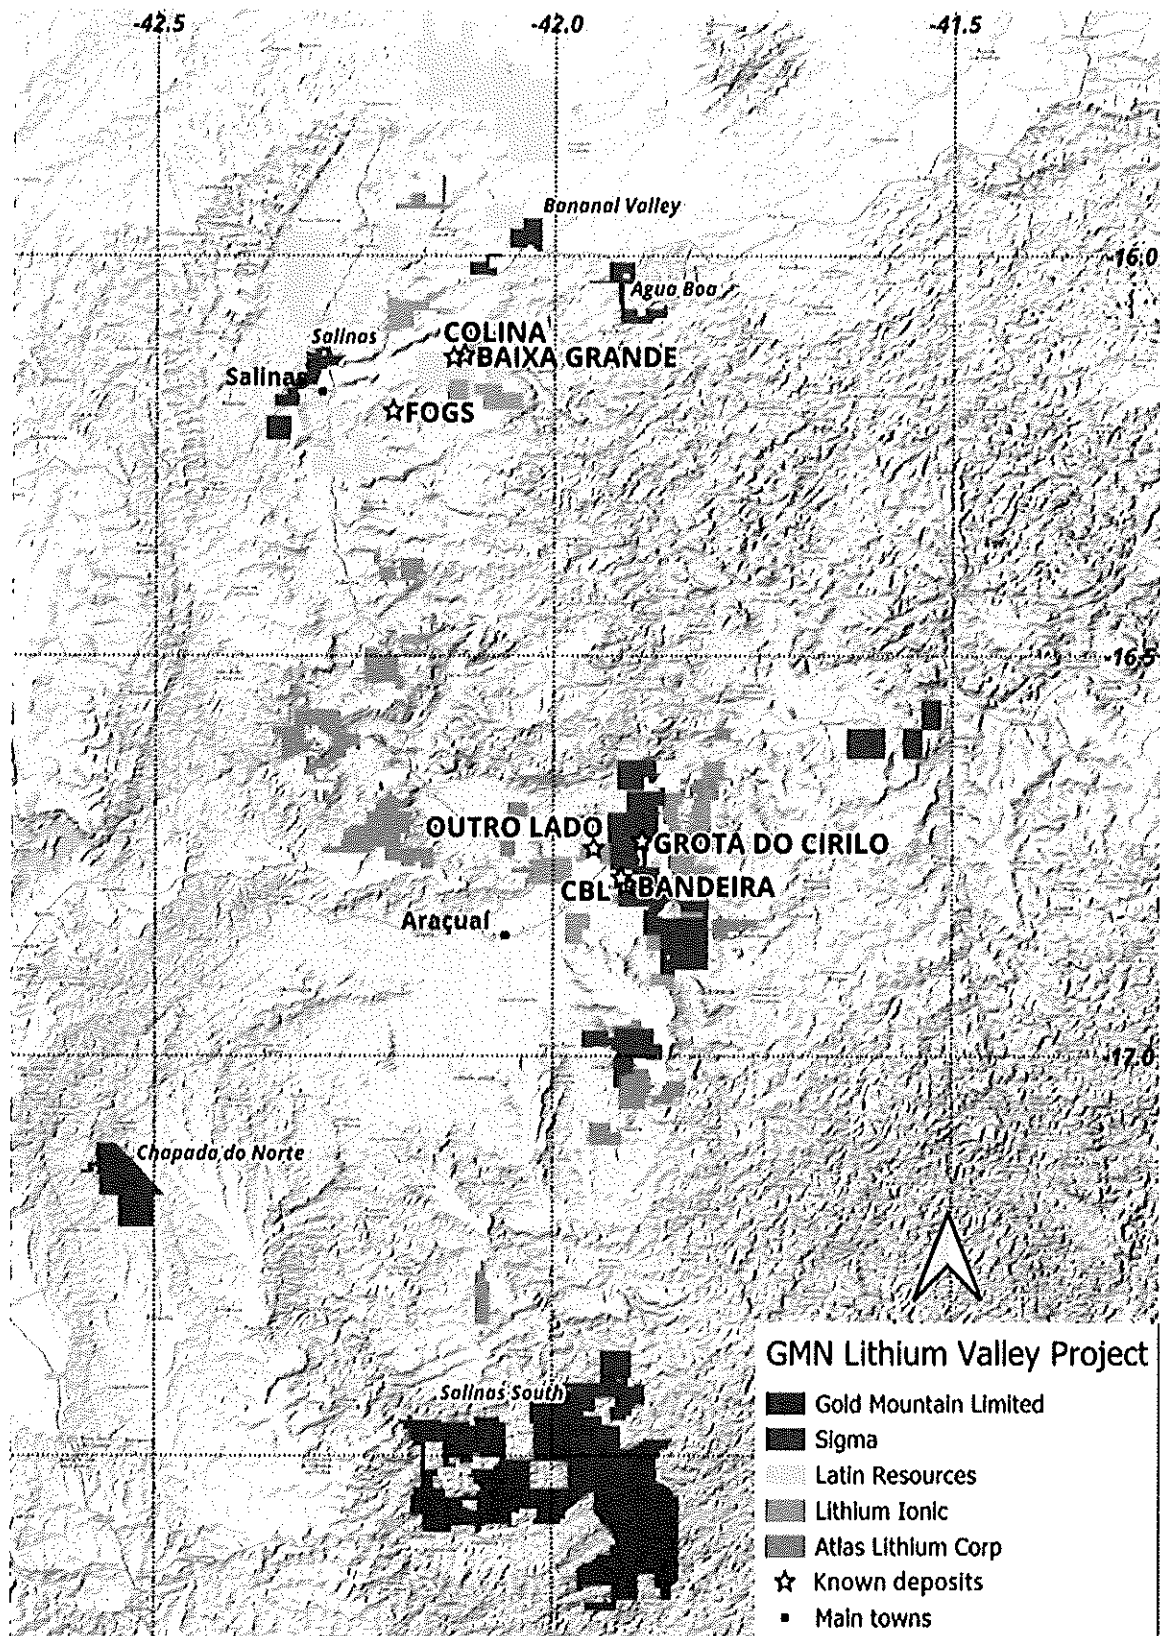 -42.5
-42.0
-41.5
Bananal Valley
-16.0
Agua Boa
Salinas
COLINA
BAIXA GRANDE
Salinas
FOGS
-16.5
OUTRO LADO
GROTA DO CIRILO
CBL
BANDEIRA
Araçuaí
-17.0
Chapada do Norte
Salinas South
GMN Lithium Valley Project
Gold Mountain Limited
Sigma
Latin Resources
Lithium Ionic
Atlas Lithium Corp
Known deposits
Main towns